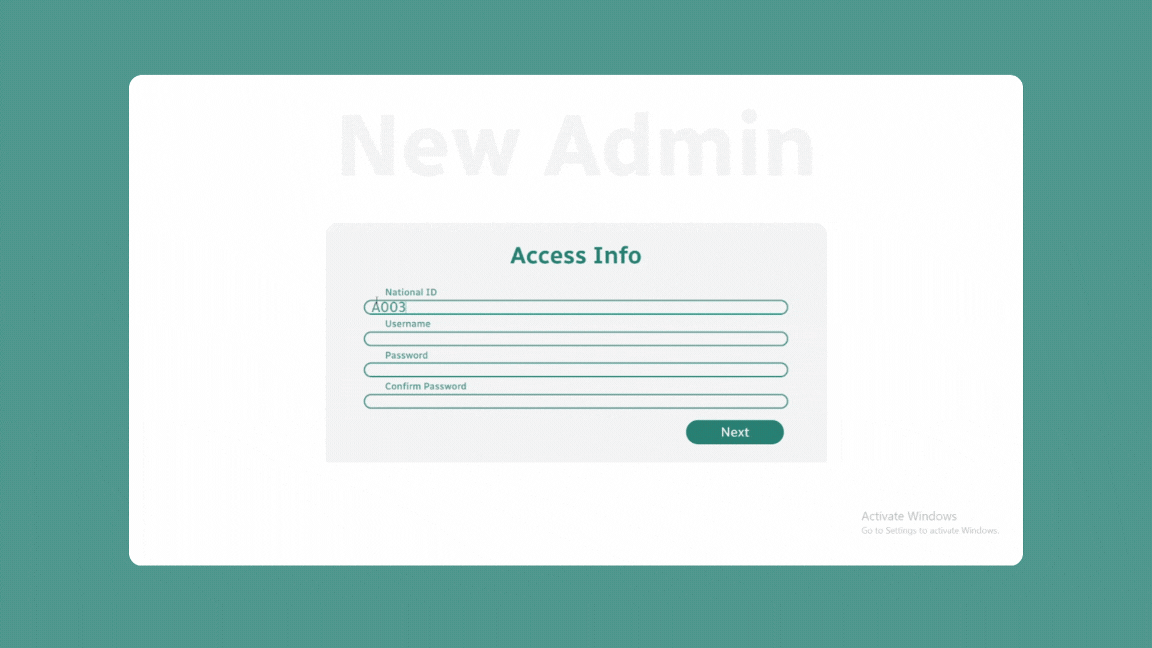 New Admin
Access Info
National ID
A003
Username
Password
Confirm Password
Next
Activate Windows
Go to Settings to activate Windows.